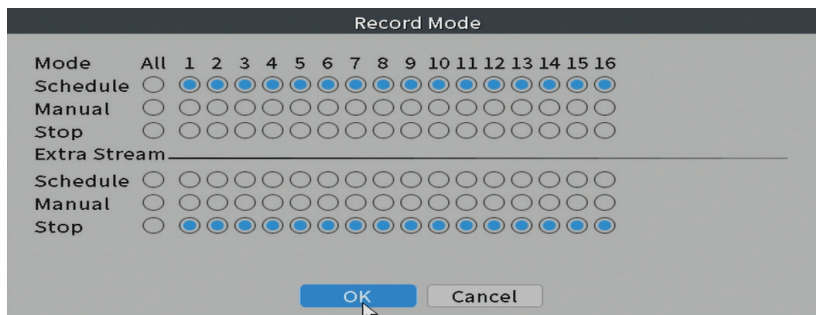 Record Mode
Mode All 1 2 3 4 5 6 7 8 9 10 11 12 13 14 15 16
Schedule
Manual
Stop
Extra Stream
Schedule
Manual
Stop
OK Cancel